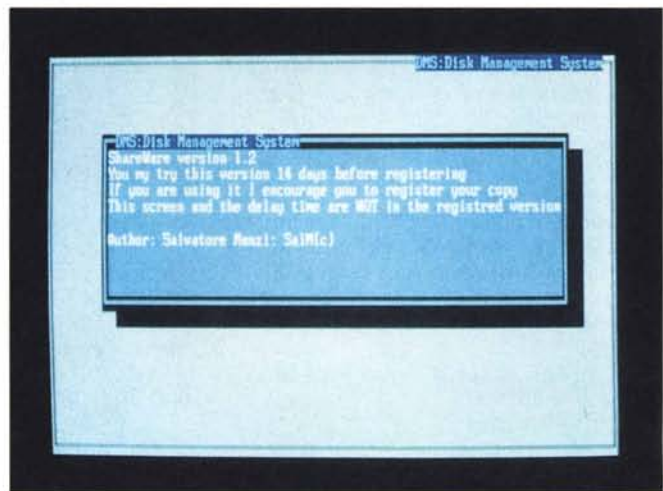 DMS:Disk Management System
DMS:Disk Management System
ShareWare version 1.2
You my try this version 14 days before registering
If you are using it I encourage you to register your copy
This screen and the delay time are NOT in the registred version
Author: Salvatore Manzi: SalM(c)